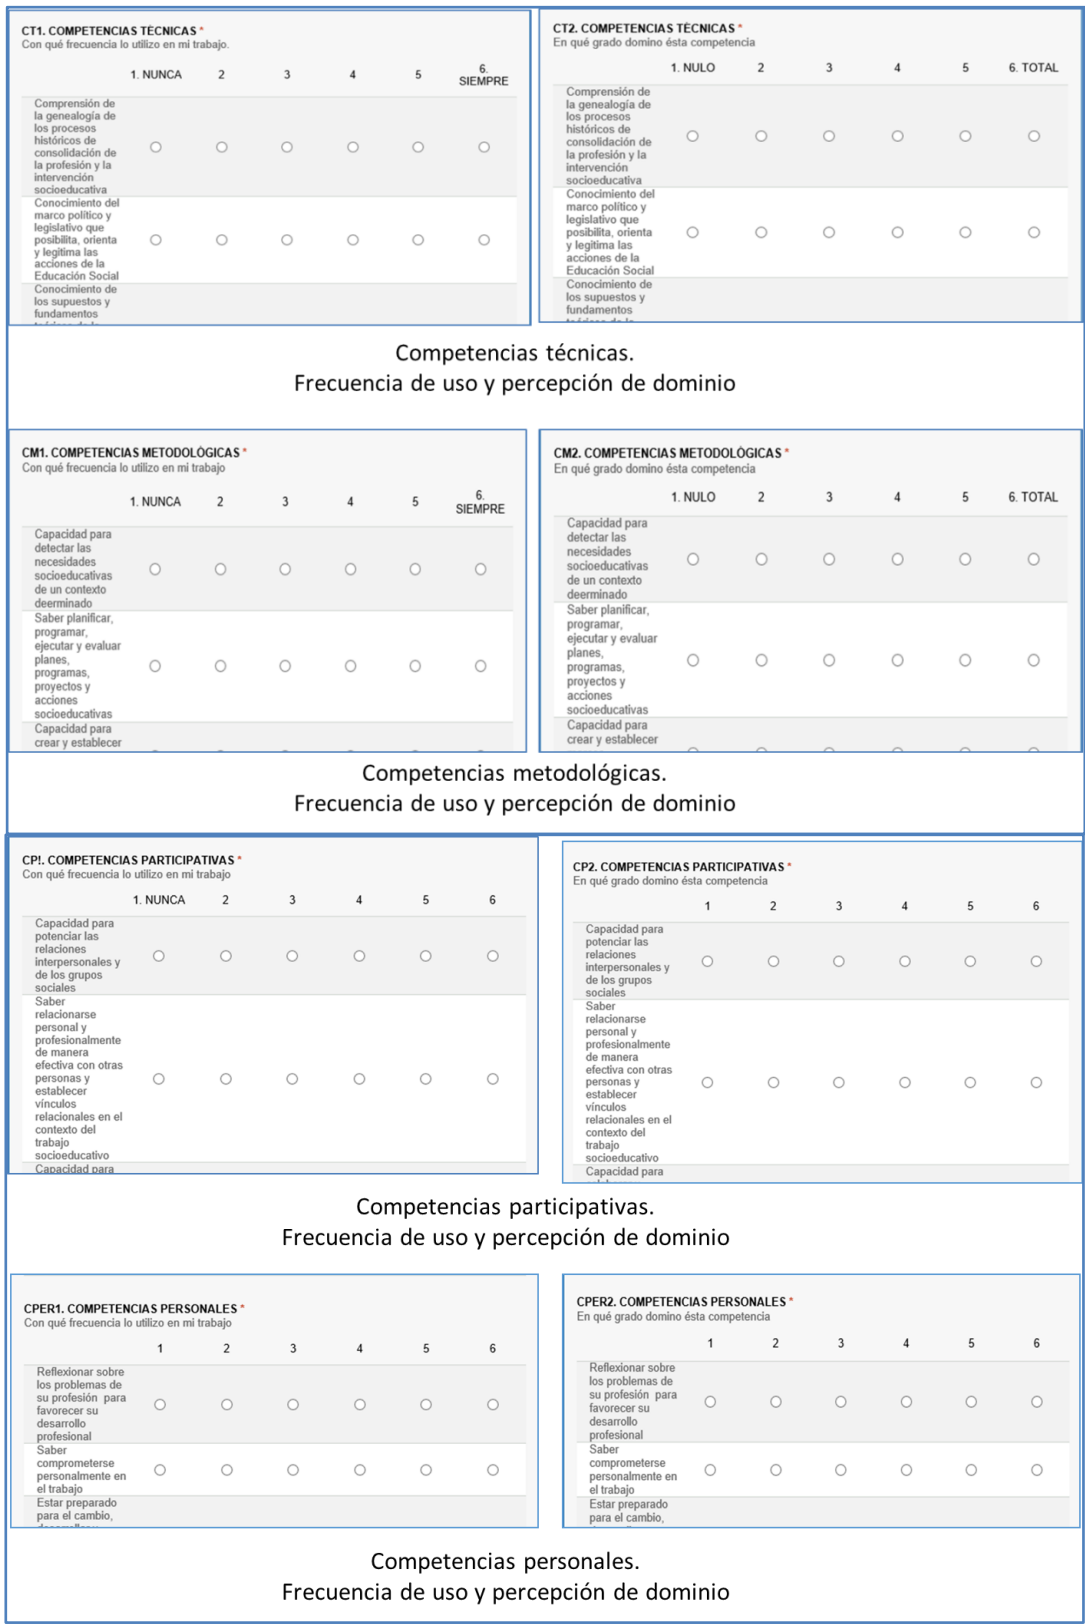 CT1. COMPETENCIAS TÉCNICAS *
Con qué frecuencia lo utilizo en mi trabajo.
1. NUNCA 2 3 4 5 6. SIEMPRE
Comprensión de
la genealogía de
los procesos
históricos de
consolidación de
la profesión y la
intervención
socioeducativa
Conocimiento del
marco político y
legislativo que
posibilita, orienta
y legitima las
acciones de la
Educación Social
Conocimiento de
los supuestos y
fundamentos
CT2. COMPETENCIAS TÉCNICAS *
En qué grado domino ésta competencia
1. NULO 2 3 4 5 6. TOTAL
Comprensión de
la genealogía de
los procesos
históricos de
consolidación de
la profesión y la
intervención
socioeducativa
Conocimiento del
marco político y
legislativo que
posibilita, orienta
y legitima las
acciones de la
Educación Social
Conocimiento de
los supuestos y
fundamentos
Competencias técnicas.
Frecuencia de uso y percepción de dominio
CM1. COMPETENCIAS METODOLÓGICAS *
Con qué frecuencia lo utilizo en mi trabajo
1. NUNCA 2 3 4 5 6. SIEMPRE
Capacidad para
detectar las
necesidades
socioeducativas
de un contexto
deerminado
Saber planificar,
programar,
ejecutar y evaluar
planes,
programas,
proyectos y
acciones
socioeducativas
Capacidad para
crear y establecer
CM2. COMPETENCIAS METODOLÓGICAS *
En qué grado domino ésta competencia
1. NULO 2 3 4 5 6. TOTAL
Capacidad para
detectar las
necesidades
socioeducativas
de un contexto
deerminado
Saber planificar,
programar,
ejecutar y evaluar
planes,
programas,
proyectos y
acciones
socioeducativas
Capacidad para
crear y establecer
Competencias metodológicas.
Frecuencia de uso y percepción de dominio
CP!. COMPETENCIAS PARTICIPATIVAS *
Con qué frecuencia lo utilizo en mi trabajo
1. NUNCA 2 3 4 5 6
Capacidad para
potenciar las
relaciones
interpersonales y
de los grupos
sociales
Saber
relacionarse
personal y
profesionalmente
de manera
efectiva con otras
personas y
establecer
vínculos
relacionales en el
contexto del
trabajo
socioeducativo
Capacidad para
CP2. COMPETENCIAS PARTICIPATIVAS *
En qué grado domino ésta competencia
1 2 3 4 5 6
Capacidad para
potenciar las
relaciones
interpersonales y
de los grupos
sociales
Saber
relacionarse
personal y
profesionalmente
de manera
efectiva con otras
personas y
establecer
vínculos
relacionales en el
contexto del
trabajo
socioeducativo
Capacidad para
Competencias participativas.
Frecuencia de uso y percepción de dominio
CPER1. COMPETENCIAS PERSONALES *
Con qué frecuencia lo utilizo en mi trabajo
1 2 3 4 5 6
Reflexionar sobre
los problemas de
su profesión para
favorecer su
desarrollo
profesional
Saber
comprometerse
personalmente en
el trabajo
Estar preparado
para el cambio,
CPER2. COMPETENCIAS PERSONALES *
En qué grado domino ésta competencia
1 2 3 4 5 6
Reflexionar sobre
los problemas de
su profesión para
favorecer su
desarrollo
profesional
Saber
comprometerse
personalmente en
el trabajo
Estar preparado
para el cambio,
Competencias personales.
Frecuencia de uso y percepción de dominio